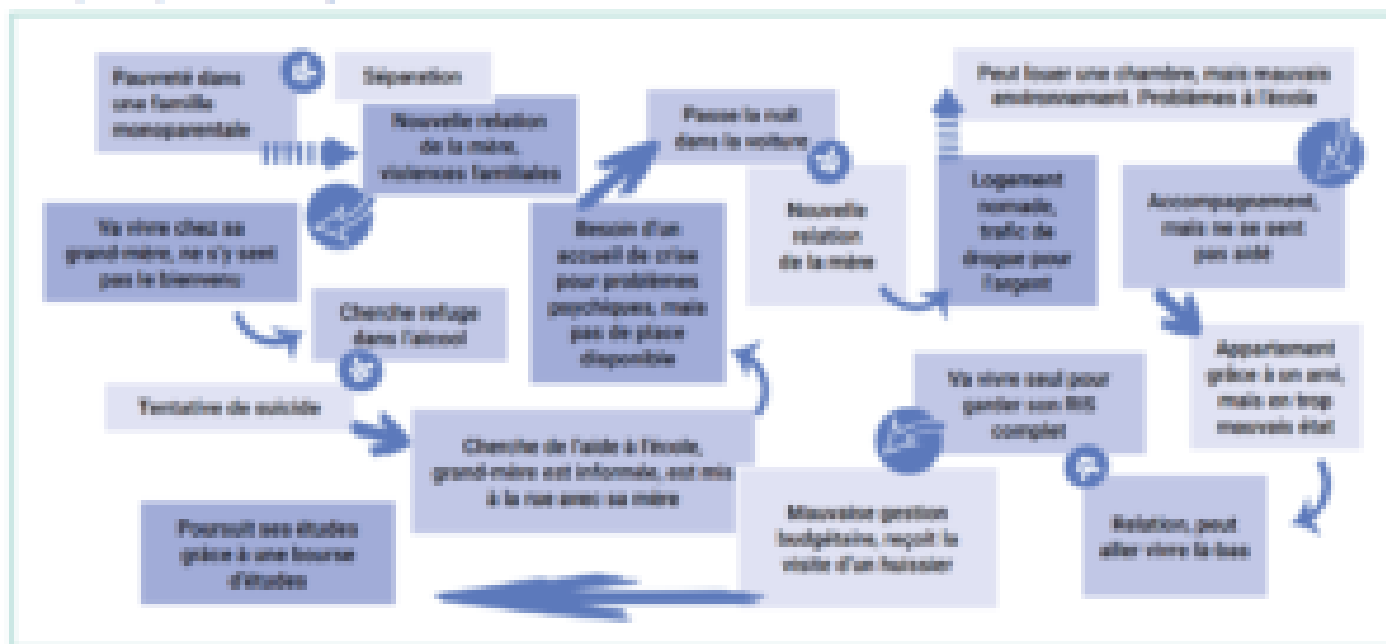 Pauvreté dans
une famille
monoparentale
Séparation
Nouvelle relation
de la mère,
violences familiales
Va vivre chez sa
grand-mère, ne s'y sent
pas le bienvenu
Cherche refuge
dans l'alcool
Tentative de suicide
Cherche de l'aide à l'école,
grand-mère est informée, est mis
à la rue avec sa mère
Besoin d'un
accueil de crise
pour problèmes
psychiques, mais
pas de place
disponible
Passe la nuit
dans la voiture
Nouvelle
relation
de la mère
Logement
nomade,
trafic de
drogue pour
l'argent
Peut louer une chambre, mais mauvais
environnement. Problèmes à l'école
Accompagnement,
mais ne se sent
pas aidé
Appartement
grâce à un ami,
mais en trop
mauvais état
Relation, peut
aller vivre là-bas
Va vivre seul pour
garder son RIS
complet
Mauvaise gestion
budgétaire, reçoit la
visite d'un huissier
Poursuit ses études
grâce à une bourse
d'études